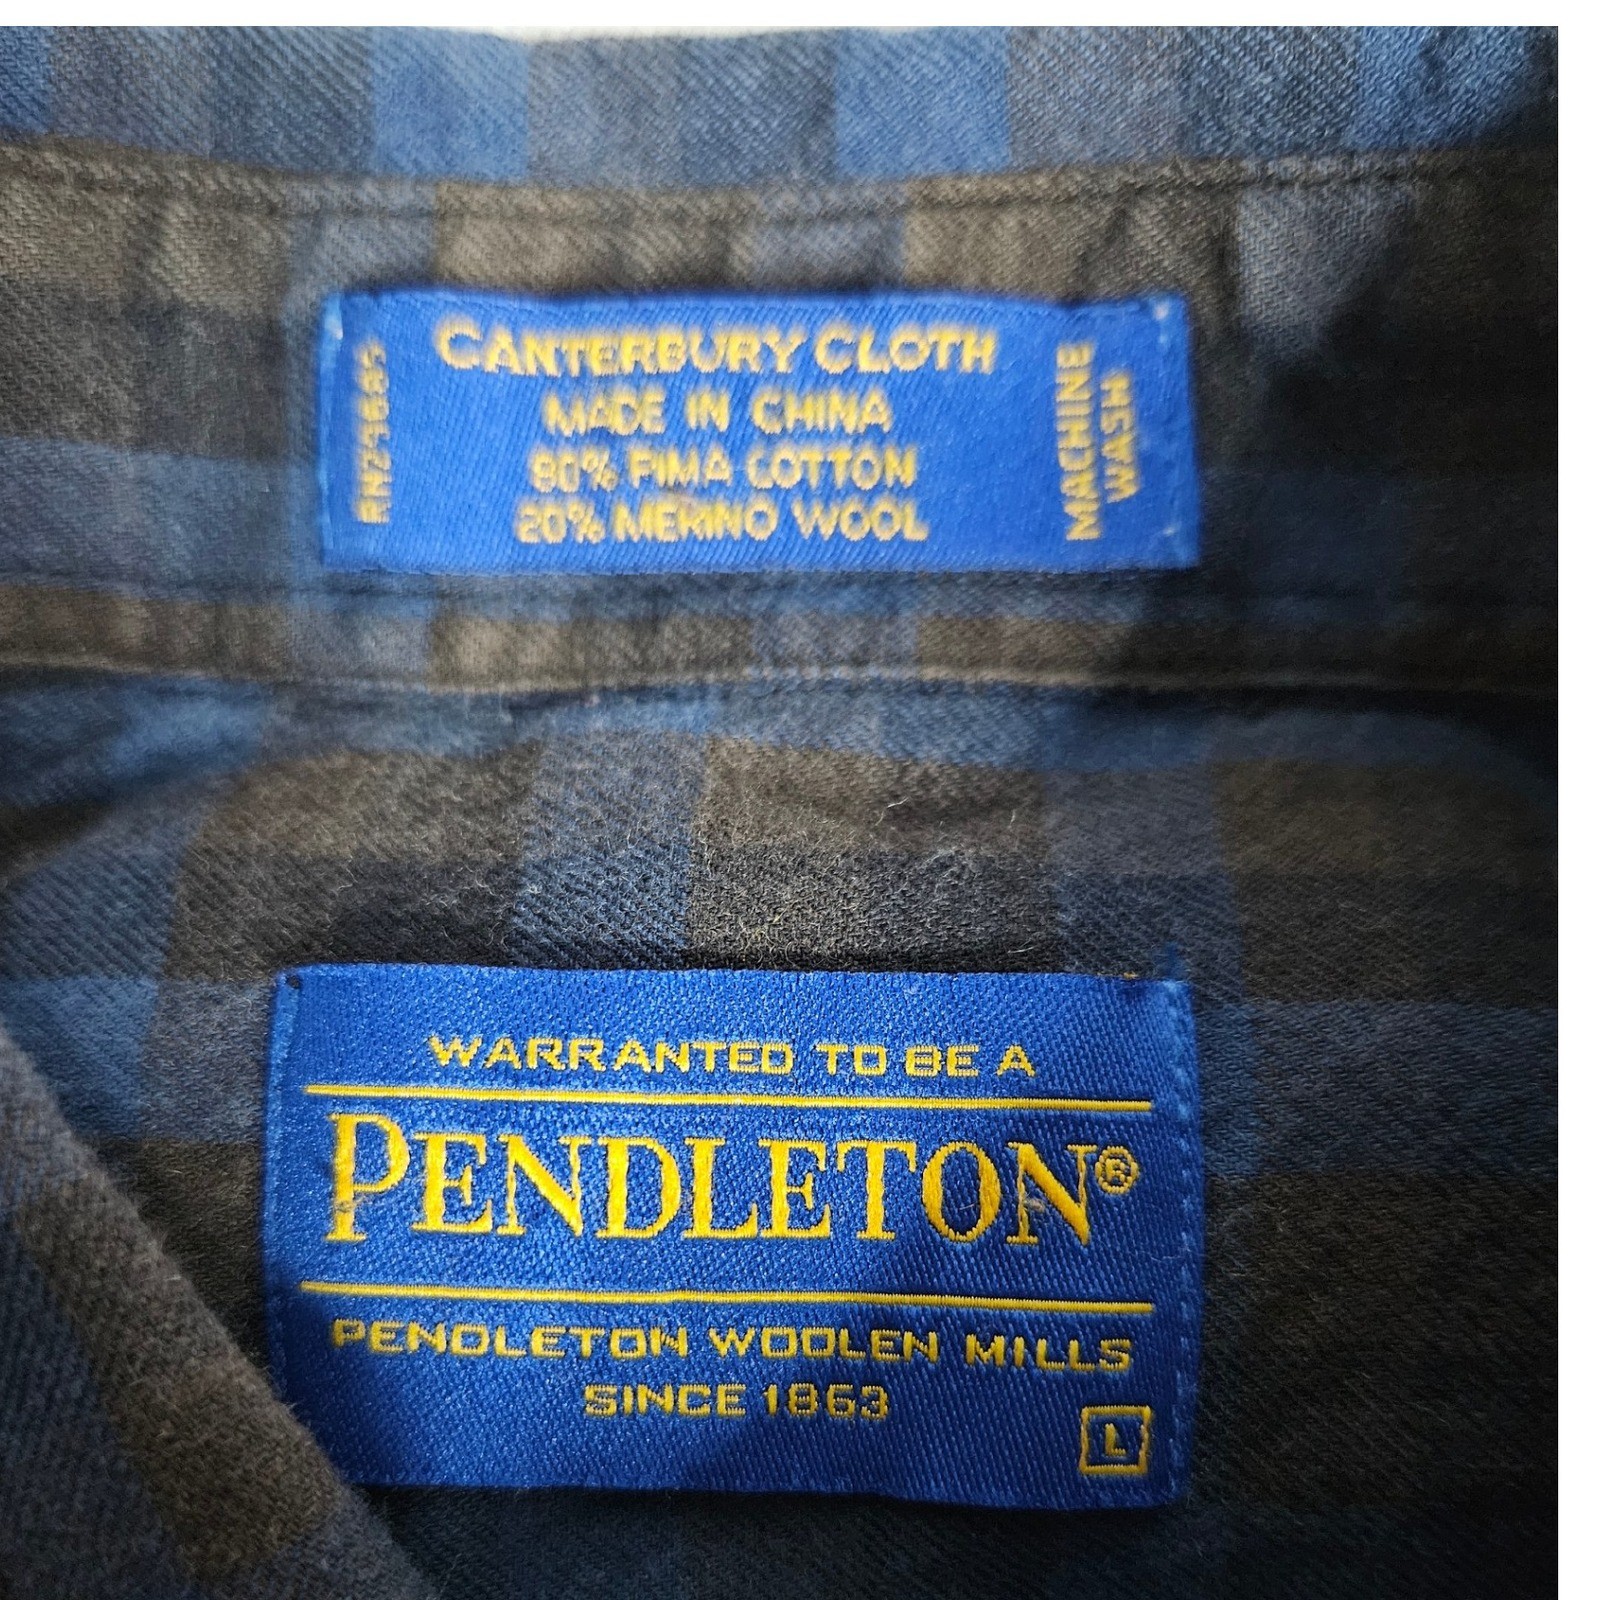 CANTERBURY CLOTH
MADE IN CHINA
80% PIMA COTTON
20% MERINO WOOL
MACHINE
WASH
WARRANTED TO BE A
PENDLETON®
PENDLETON WOOLEN MILLS
SINCE 1863
L